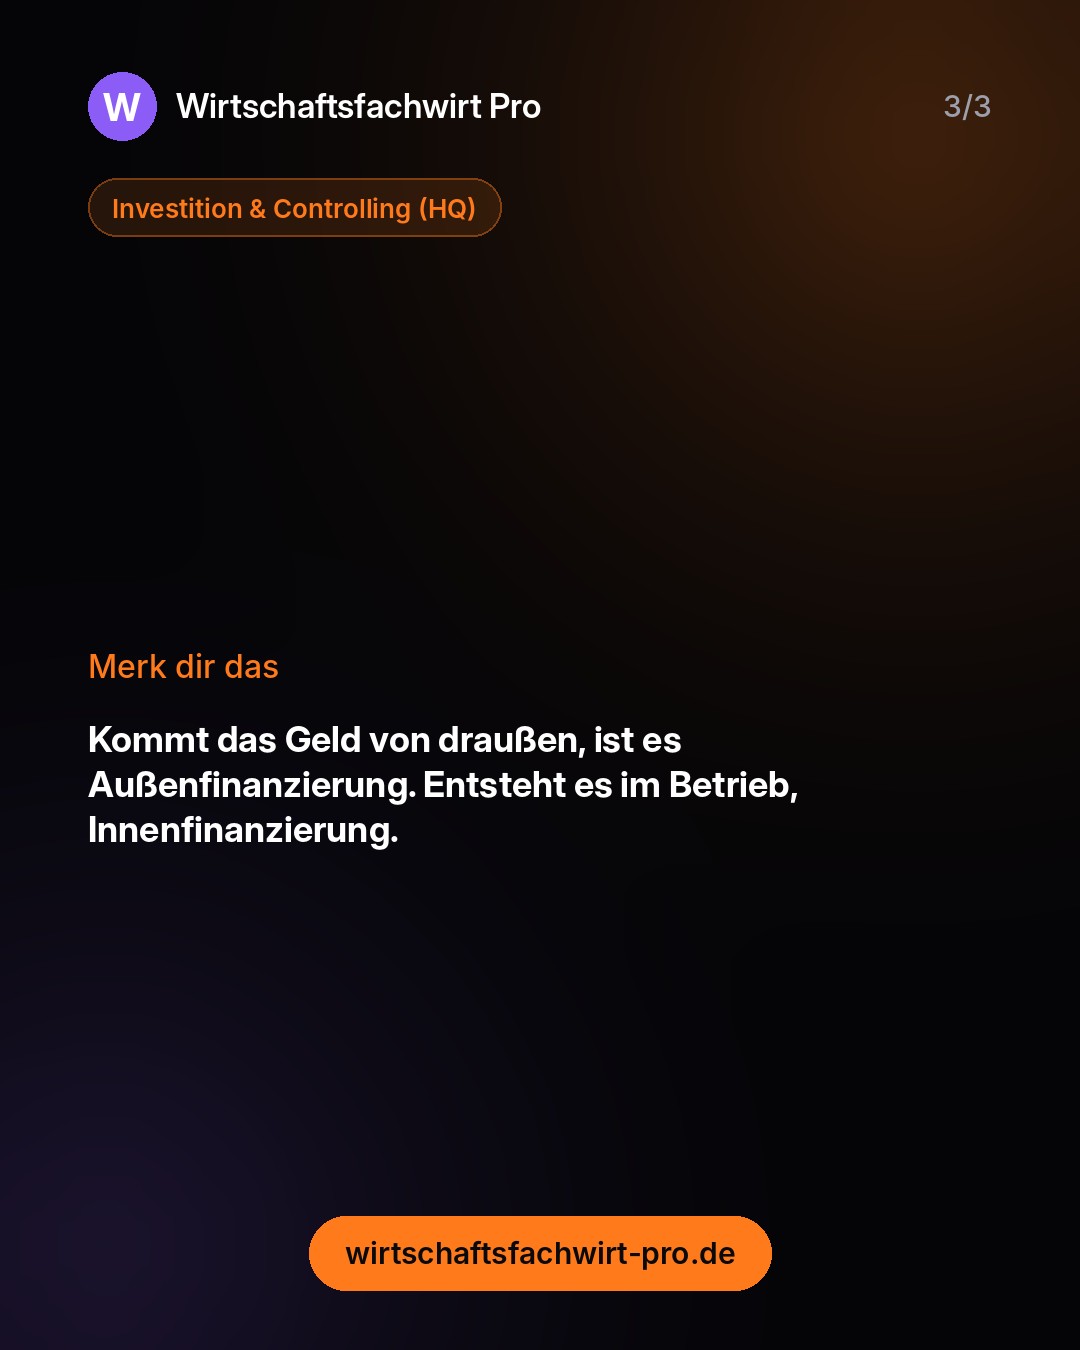 W Wirtschaftsfachwirt Pro 3/3
Investition & Controlling (HQ)
Merk dir das
Kommt das Geld von draußen, ist es
Außenfinanzierung. Entsteht es im Betrieb,
Innenfinanzierung.
wirtschaftsfachwirt-pro.de